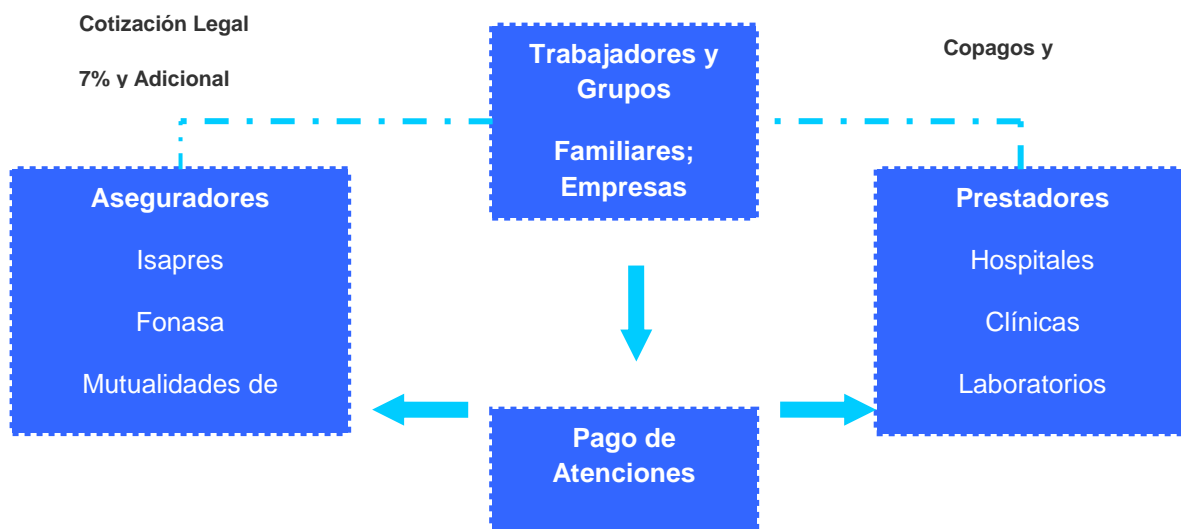 Cotización Legal
7% y Adicional
Trabajadores y
Grupos
Familiares;
Empresas
Copagos y
Aseguradores
Isapres
Fonasa
Mutualidades de
Prestadores
Hospitales
Clínicas
Laboratorios
Pago de
Atenciones